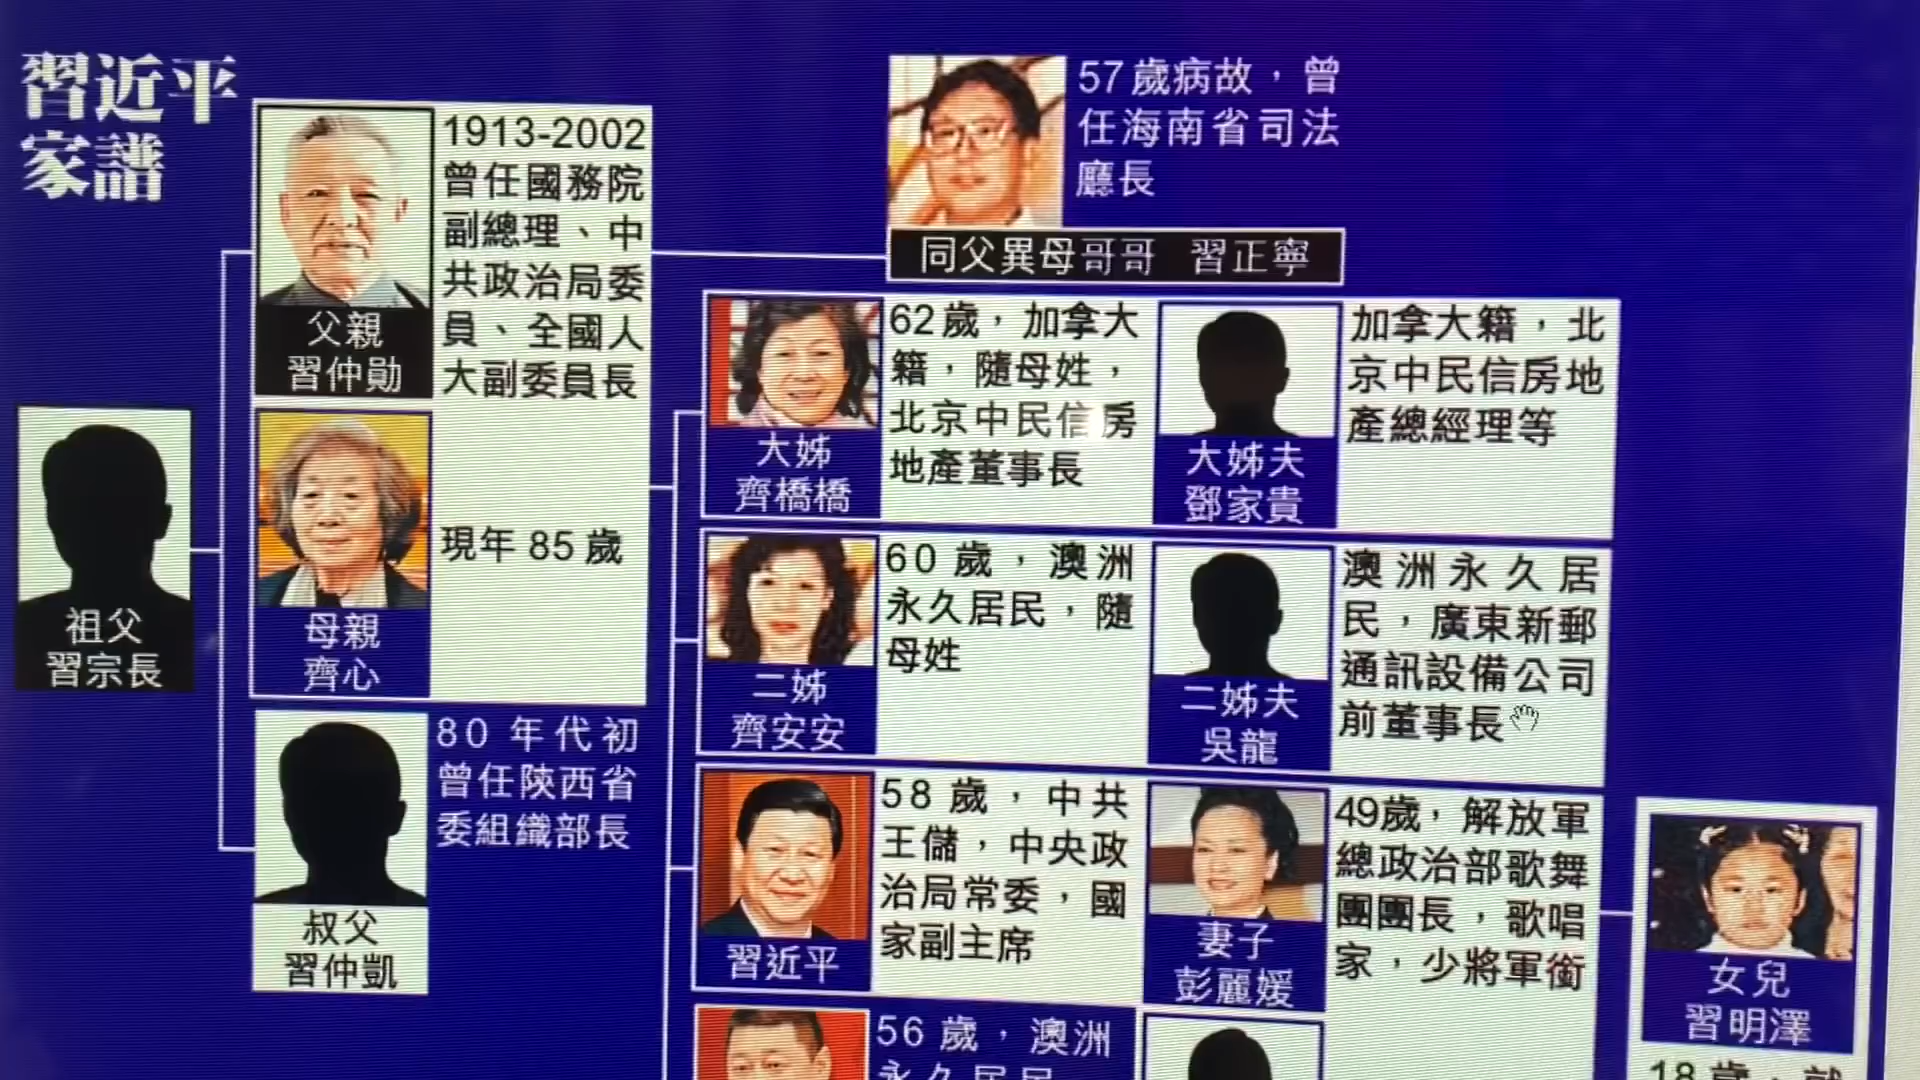 習近平
家譜
1913-2002
曾任國務院
副總理、中
共政治局委
員、全國人
大副委員長
父親
習仲勛
57歲病故，曾
任海南省司法
廳長
同父異母哥哥 習正寧
祖父
習宗長
現年85歲
母親
齊心
80年代初
曾任陝西省
委組織部長
叔父
習仲凱
62歲，加拿大
籍，隨母姓，
北京中民信房
地產董事長
大姊
齊橋橋
加拿大籍，北
京中民信房地
產總經理等
大姊夫
鄧家貴
60歲，澳洲
永久居民，隨
母姓
二姊
齊安安
澳洲永久居
民，廣東新郵
通訊設備公司
前董事長
二姊夫
吳龍
58歲，中共
王儲，中央政
治局常委，國
家副主席
習近平
49歲，解放軍
總政治部歌舞
團團長，歌唱
家，少將軍銜
妻子
彭麗媛
女兒
習明澤
56歲，澳洲
永久居民
18歲，就